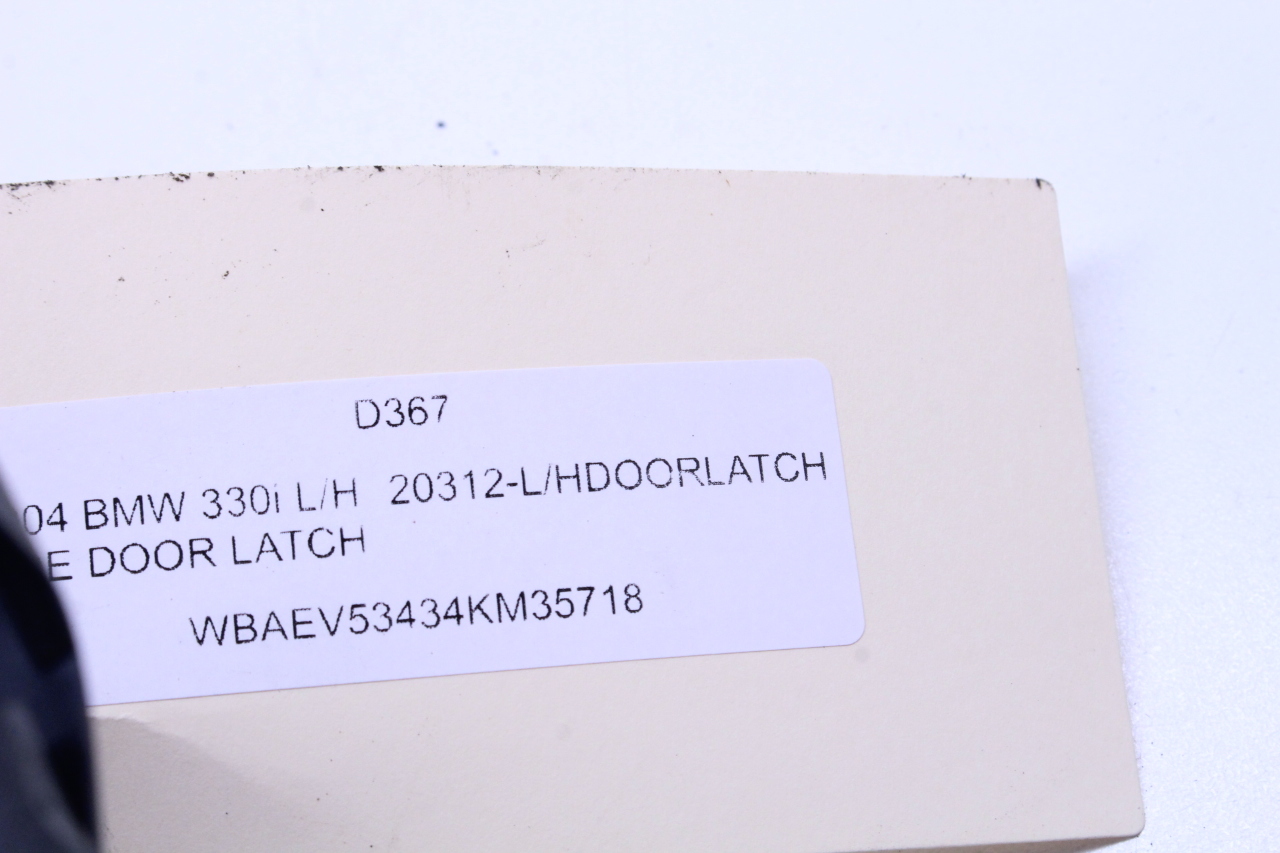 D367
04 BMW 330i L/H 20312-L/HDOORLATCH
E DOOR LATCH
WBAEV53434KM35718